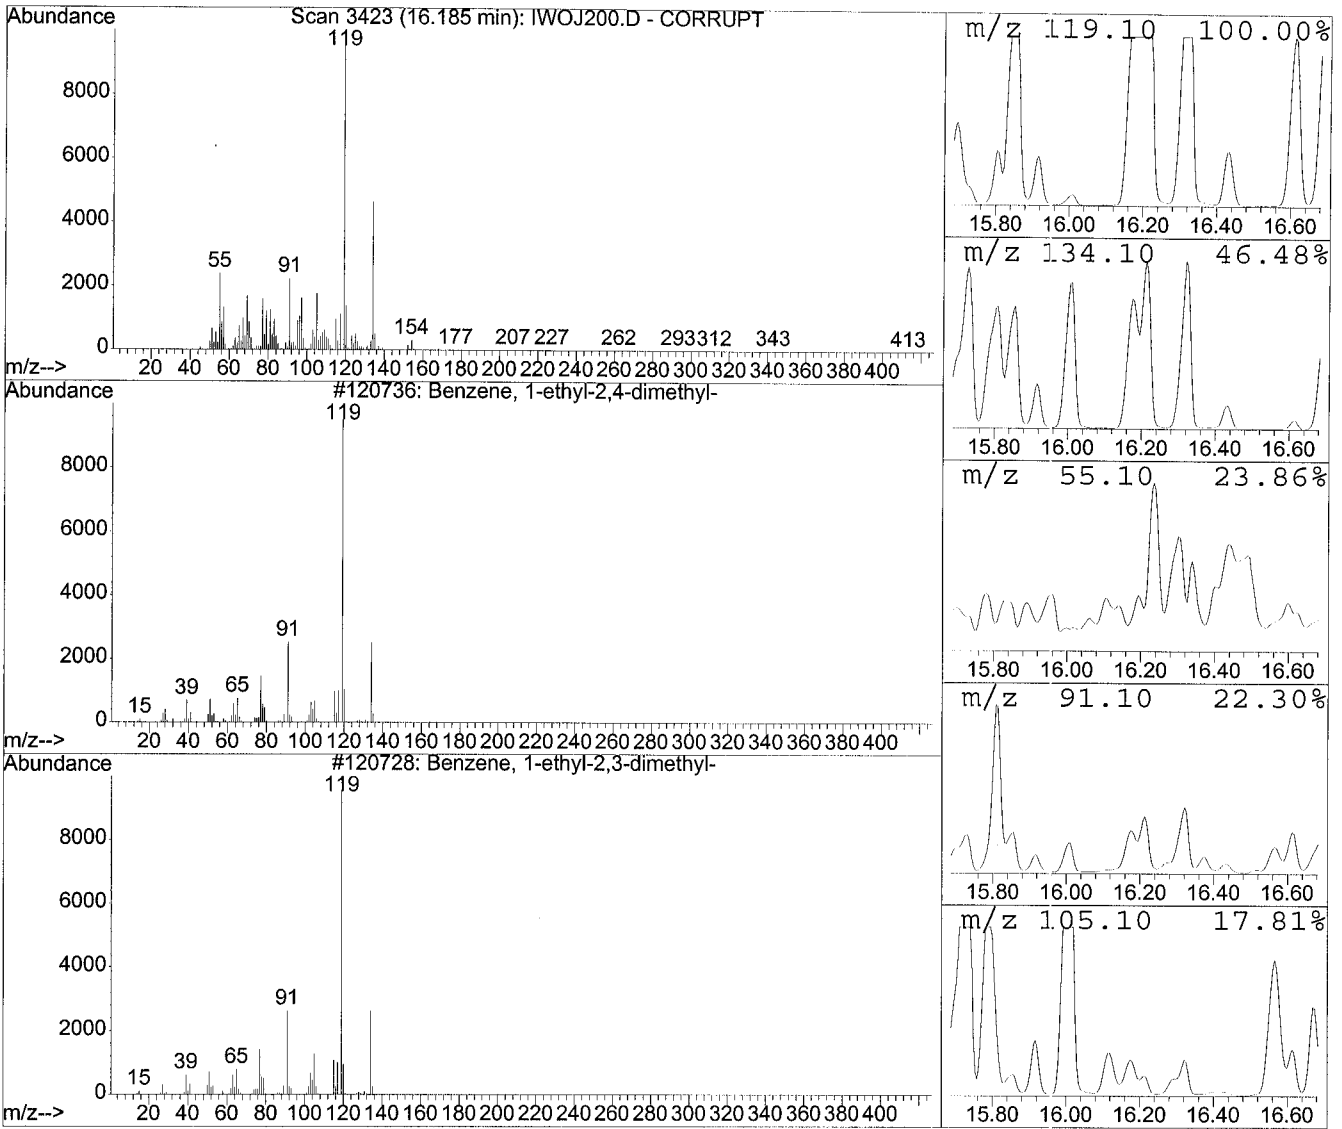 Abundance
Scan 3423 (16.185 min): IWOJ200.D - CORRUPT
119
8000
6000
4000
2000
0
55
91
154
177
207
227
262
293
312
343
413
m/z-->
20 40 60 80 100 120 140 160 180 200 220 240 260 280 300 320 340 360 380 400
Abundance
#120736: Benzene, 1-ethyl-2,4-dimethyl-
119
8000
6000
4000
2000
0
15
39
65
91
m/z-->
20 40 60 80 100 120 140 160 180 200 220 240 260 280 300 320 340 360 380 400
Abundance
#120728: Benzene, 1-ethyl-2,3-dimethyl-
119
8000
6000
4000
2000
0
15
39
65
91
m/z-->
20 40 60 80 100 120 140 160 180 200 220 240 260 280 300 320 340 360 380 400
m/z 119.10 100.00%
15.80 16.00 16.20 16.40 16.60
m/z 134.10 46.48%
15.80 16.00 16.20 16.40 16.60
m/z 55.10 23.86%
15.80 16.00 16.20 16.40 16.60
m/z 91.10 22.30%
15.80 16.00 16.20 16.40 16.60
m/z 105.10 17.81%
15.80 16.00 16.20 16.40 16.60